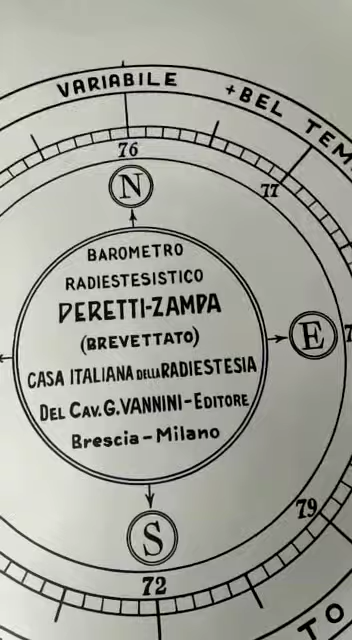 VARIABILE
+BEL TEM
76
77
N
BAROMETRO
RADIESTESISTICO
PERETTI-ZAMPA
(BREVETTATO)
E
CASA ITALIANA DELLA RADIESTESIA
DEL CAV. G. VANNINI-EDITORE
Brescia-Milano
79
S
72
TO